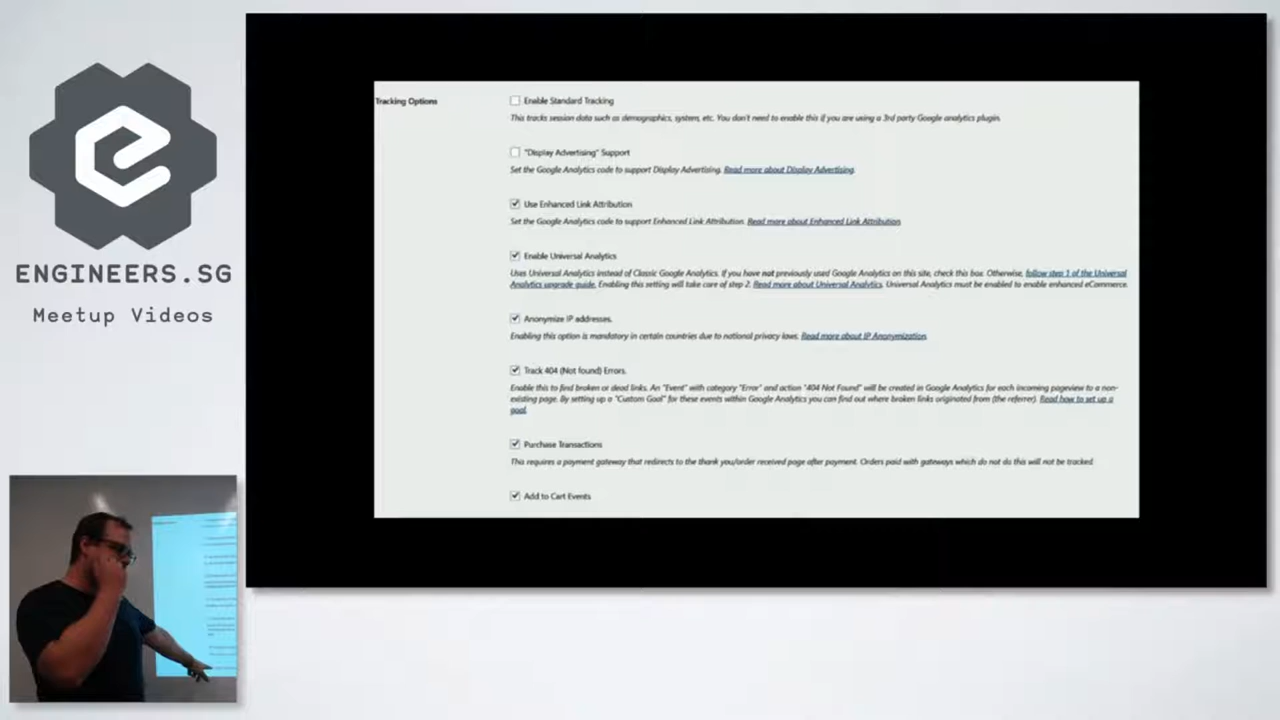 ENGINEERS.SG
Meetup Videos
Tracking Options
Enable Standard Tracking
This tracks session data such as demographics, system, etc. You don't need to enable this if you are using a 3rd party Google analytics plugin.
"Display Advertising" Support
Set the Google Analytics code to support Display Advertising. Read more about Display Advertising.
Use Enhanced Link Attribution
Set the Google Analytics code to support Enhanced Link Attribution. Read more about Enhanced Link Attribution.
Enable Universal Analytics
Uses Universal Analytics instead of Classic Google Analytics. If you have not previously used Google Analytics on this site, check this box. Otherwise, follow step 1 of the Universal
Analytics upgrade guide. Enabling this setting will take care of step 2. Read more about Universal Analytics. Universal Analytics must be enabled to enable enhanced eCommerce.
Anonymize IP addresses.
Enabling this option is mandatory in certain countries due to national privacy laws. Read more about IP Anonymization.
Track 404 (Not found) Errors.
Enable this to find broken or dead links. An "Event" with category "Error" and action "404 Not Found" will be created in Google Analytics for each incoming pageview to a non-
existing page. By setting up a "Custom Goal" for these events within Google Analytics you can find out where broken links originated from (the referrer). Read how to set up a
goal.
Purchase Transactions
This requires a payment gateway that redirects to the thank you/order received page after payment. Orders paid with gateways which do not do this will not be tracked.
Add to Cart Events